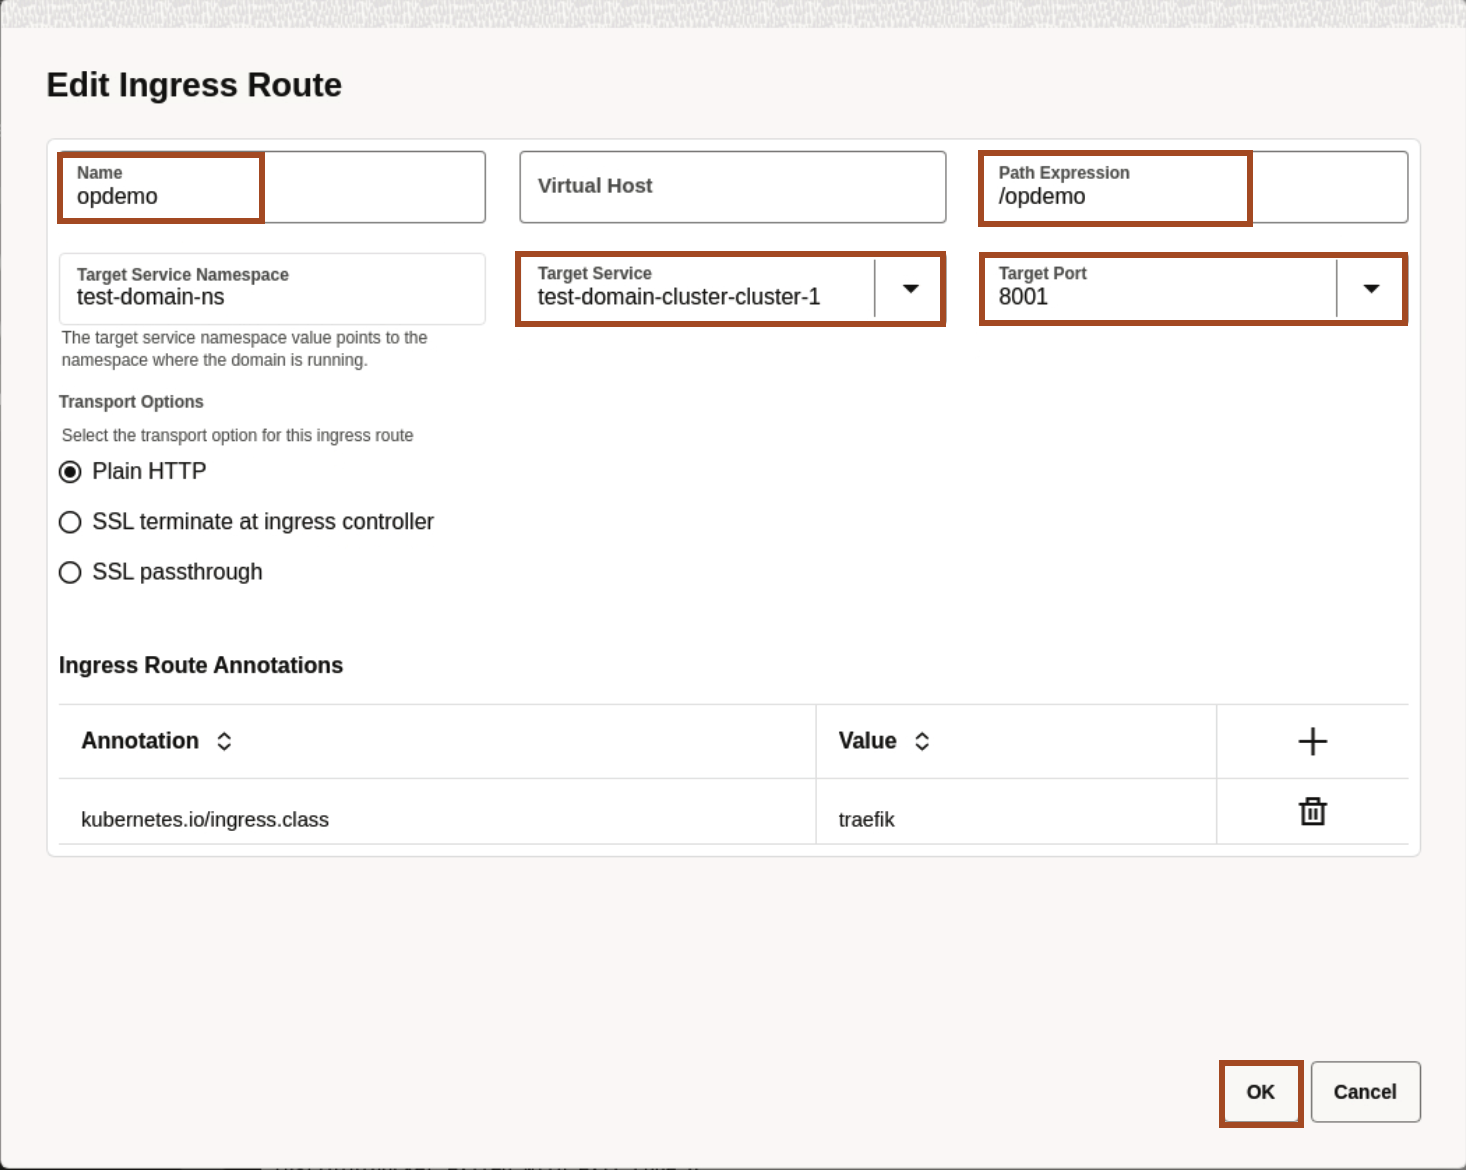 Edit Ingress Route
Name
opdemo
Virtual Host
Path Expression
/opdemo
Target Service Namespace
test-domain-ns
Target Service
test-domain-cluster-cluster-1
Target Port
8001
The target service namespace value points to the
namespace where the domain is running.
Transport Options
Select the transport option for this ingress route
Plain HTTP
SSL terminate at ingress controller
SSL passthrough
Ingress Route Annotations
Annotation
Value
kubernetes.io/ingress.class
traefik
OK
Cancel